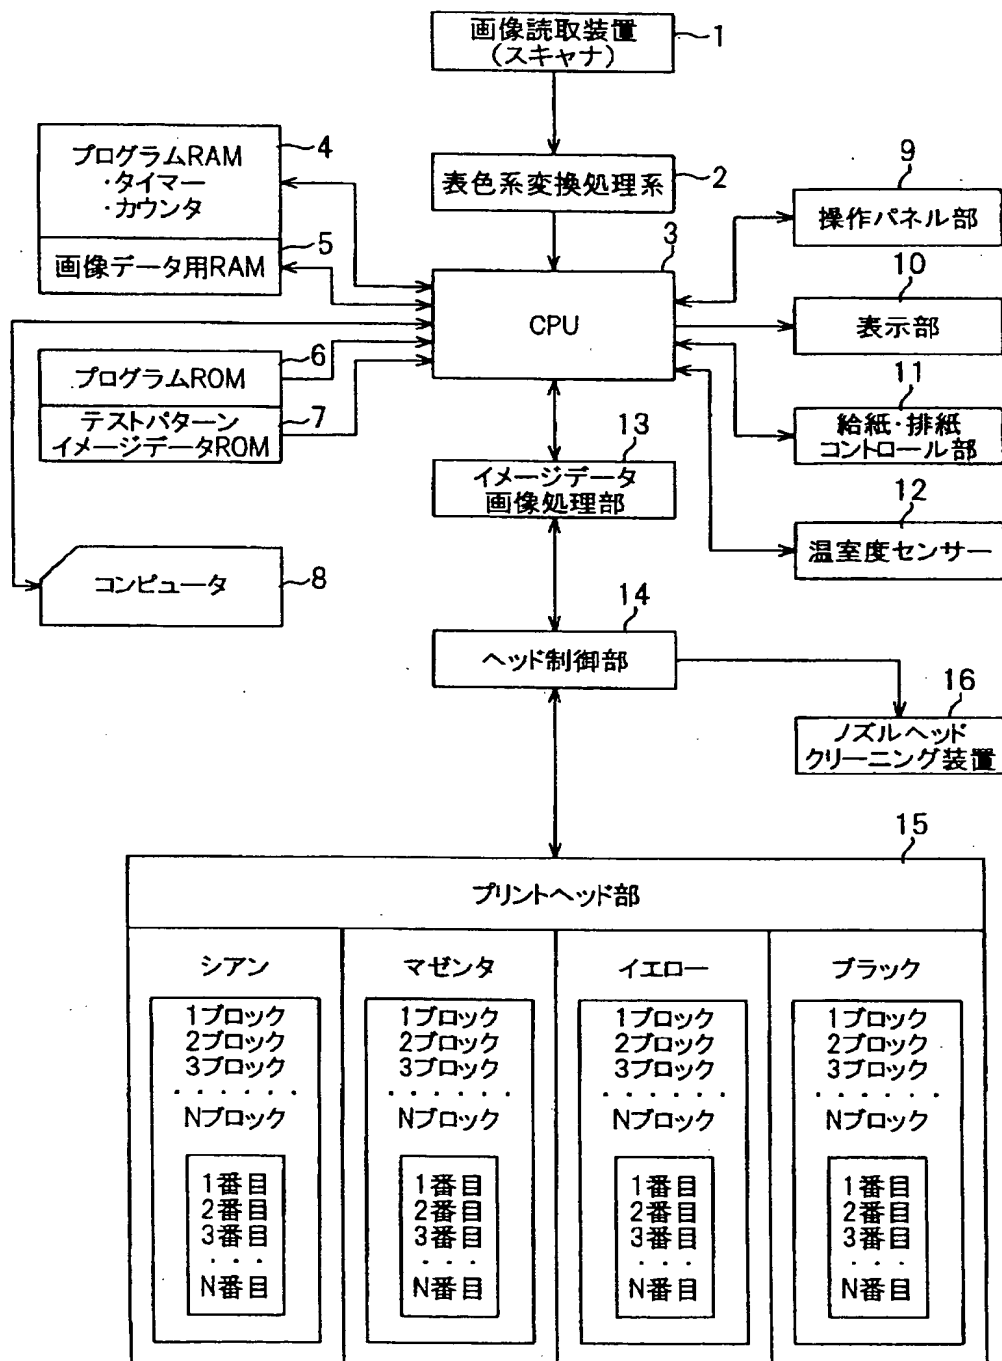 画像読取装置
(スキャナ)
1
表色系変換処理系
2
プログラムRAM
・タイマー
・カウンタ
4
画像データ用RAM
5
CPU
3
プログラムROM
6
テストパターン
イメージデータROM
7
コンピュータ
8
操作パネル部
9
表示部
10
給紙・排紙
コントロール部
11
温室度センサー
12
イメージデータ
画像処理部
13
ヘッド制御部
14
ノズルヘッド
クリーニング装置
16
プリントヘッド部
15
シアン
1ブロック
2ブロック
3ブロック
・・・・・・
Nブロック
1番目
2番目
3番目
・・・
N番目
マゼンタ
1ブロック
2ブロック
3ブロック
・・・・・・
Nブロック
1番目
2番目
3番目
・・・
N番目
イエロー
1ブロック
2ブロック
3ブロック
・・・・・・
Nブロック
1番目
2番目
3番目
・・・
N番目
ブラック
1ブロック
2ブロック
3ブロック
・・・・・・
Nブロック
1番目
2番目
3番目
・・・
N番目